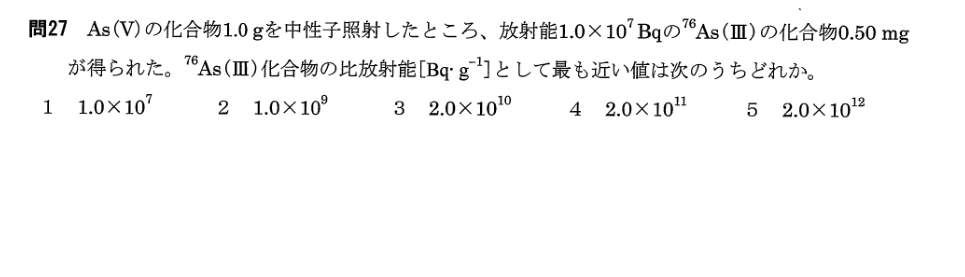 問27 As(Ⅴ)の化合物1.0 gを中性子照射したところ、放射能1.0×10⁷ Bqの⁷⁶As(Ⅲ)の化合物0.50 mg
が得られた。⁷⁶As(Ⅲ)化合物の比放射能[Bq· g⁻¹]として最も近い値は次のうちどれか。
1 1.0×10⁷ 2 1.0×10⁹ 3 2.0×10¹⁰ 4 2.0×10¹¹ 5 2.0×10¹²